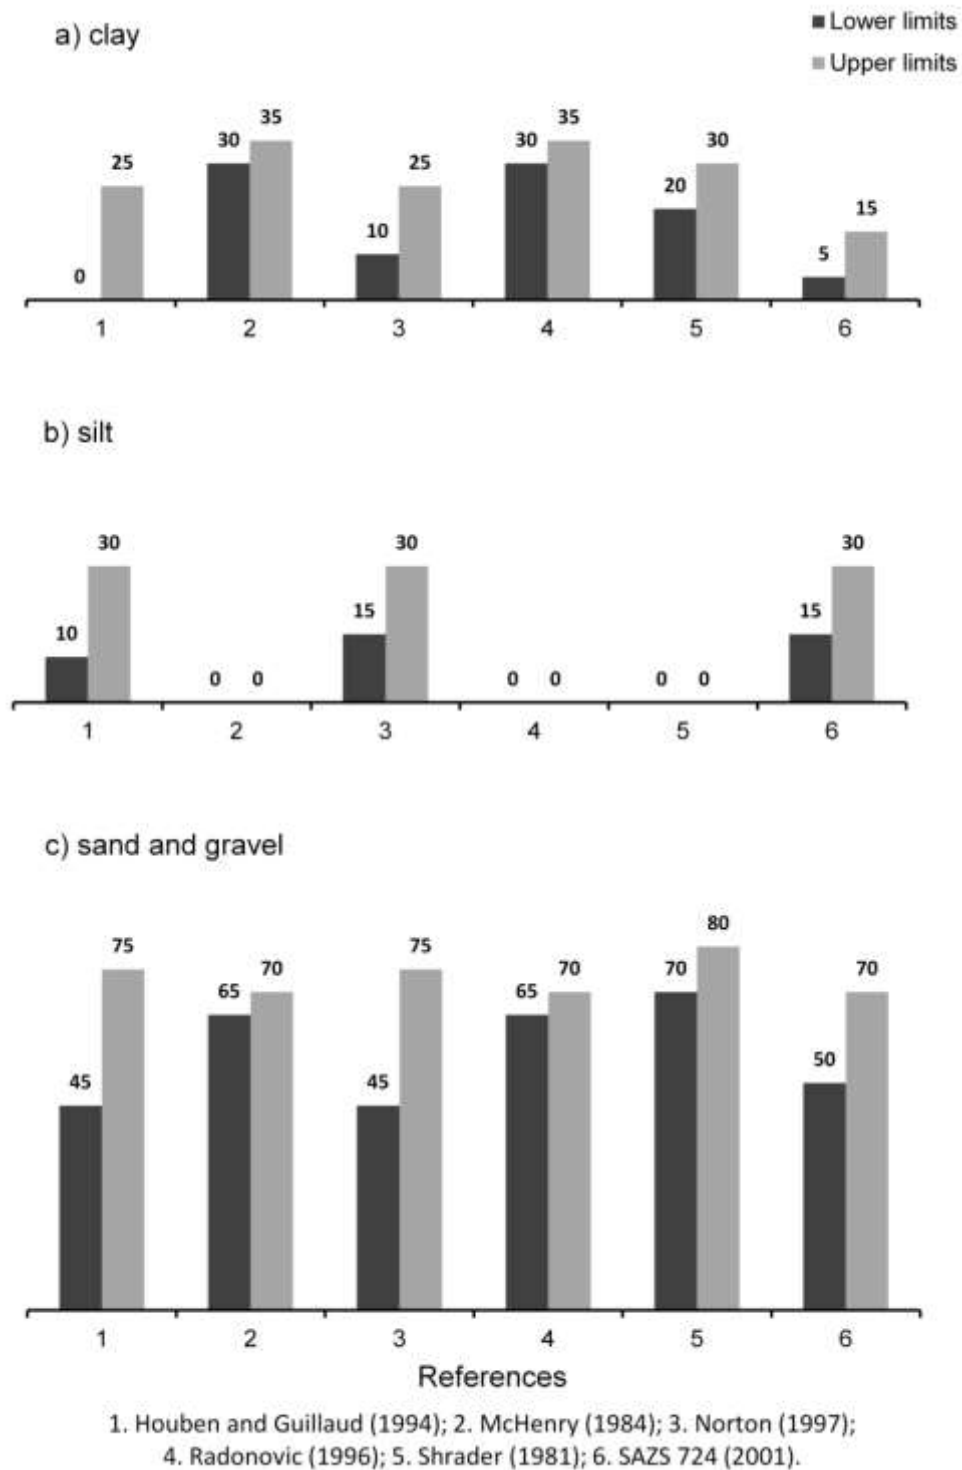 a) clay
Lower limits
Upper limits
0 25 30 35 10 25 30 35 20 30 5 15
1 2 3 4 5 6
b) silt
10 30 0 0 15 30 0 0 0 0 15 30
1 2 3 4 5 6
c) sand and gravel
45 75 65 70 45 75 65 70 70 80 50 70
1 2 3 4 5 6
References
1. Houben and Guillaud (1994); 2. McHenry (1984); 3. Norton (1997);
4. Radonovic (1996); 5. Shrader (1981); 6. SAZS 724 (2001).